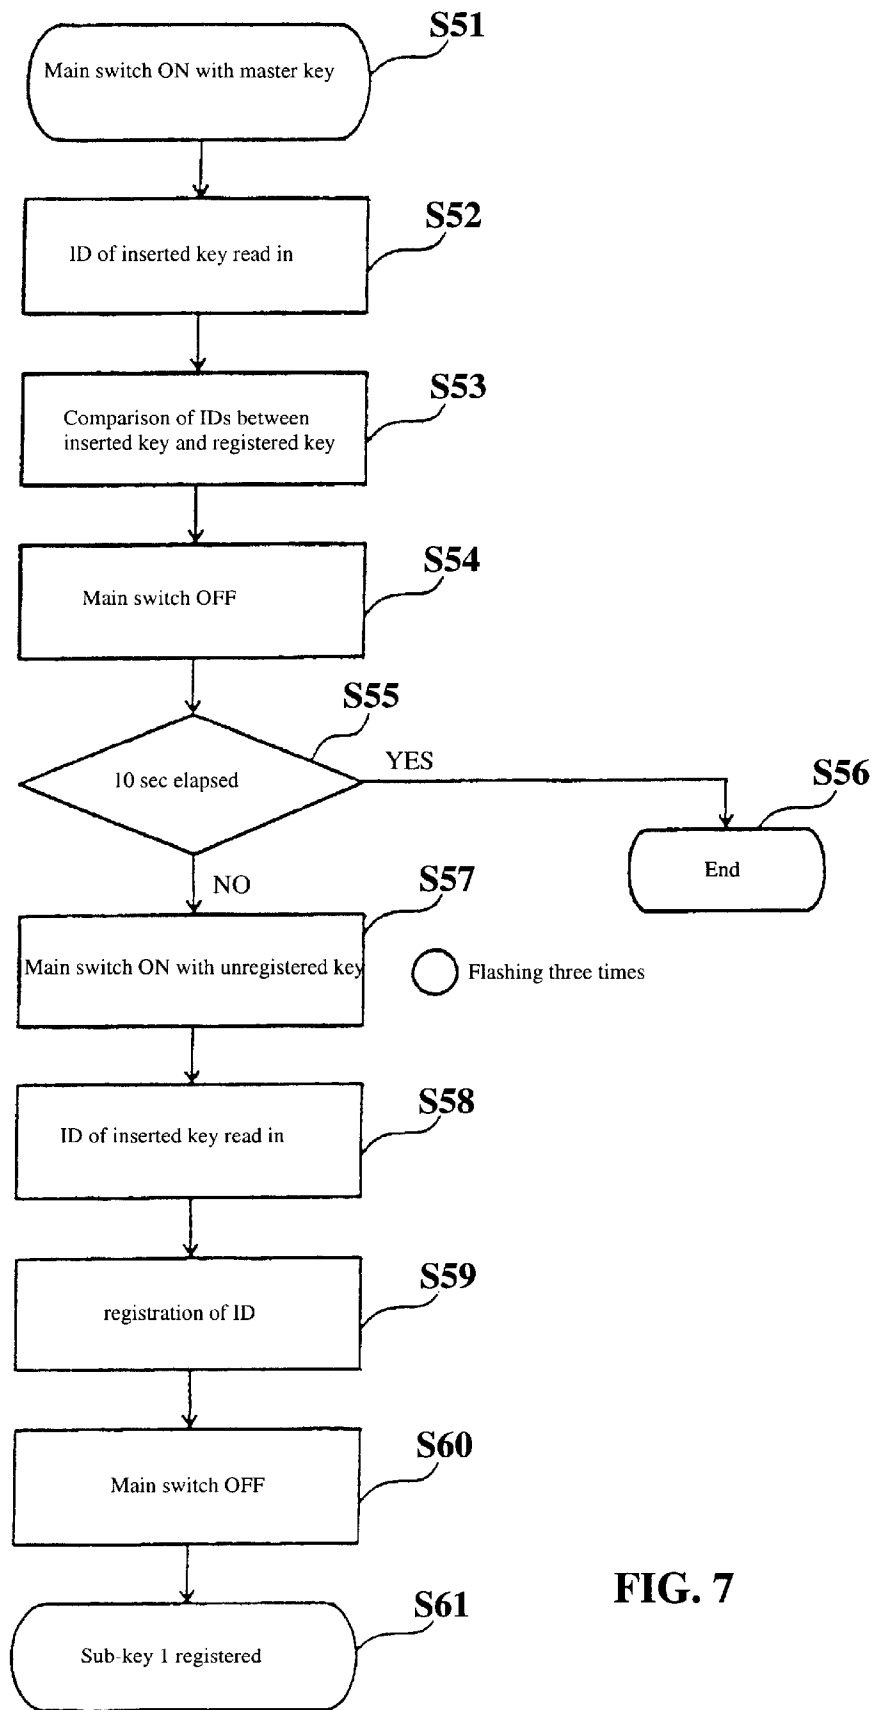 S51
Main switch ON with master key
S52
ID of inserted key read in
S53
Comparison of IDs between
inserted key and registered key
S54
Main switch OFF
S55
10 sec elapsed
YES
S56
End
NO
S57
Main switch ON with unregistered key
Flashing three times
S58
ID of inserted key read in
S59
registration of ID
S60
Main switch OFF
S61
Sub-key 1 registered
FIG. 7